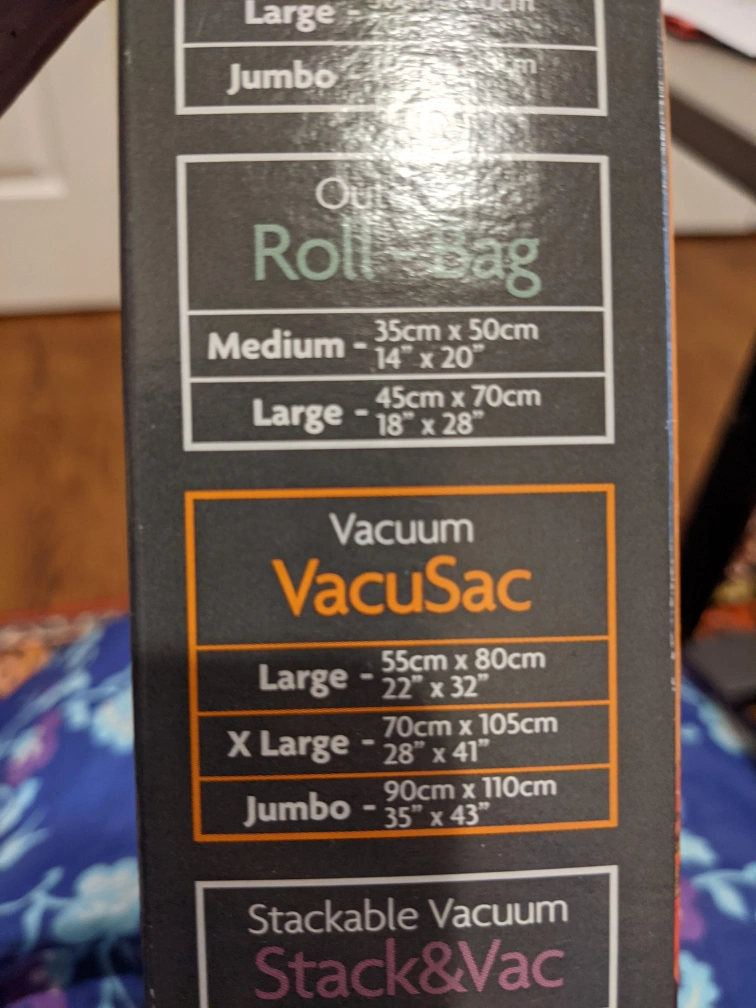 Large -
Jumbo
Roll - Bag
Medium - 35cm x 50cm
14” x 20”
Large - 45cm x 70cm
18” x 28”
Vacuum
VacuSac
Large - 55cm x 80cm
22” x 32”
X Large - 70cm x 105cm
28” x 41”
Jumbo - 90cm x 110cm
35” x 43”
Stackable Vacuum
Stack&Vac